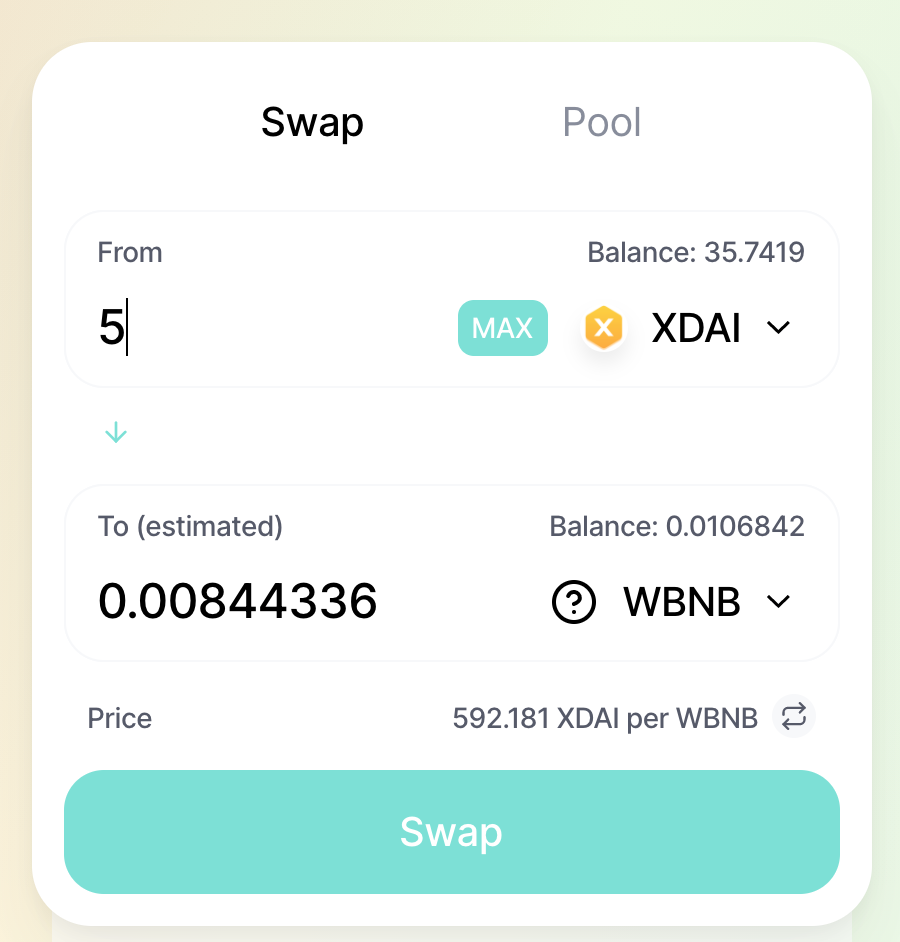 Swap Pool
From Balance: 35.7419
5 MAX XDAI
To (estimated) Balance: 0.0106842
0.00844336 WBNB
Price 592.181 XDAI per WBNB
Swap